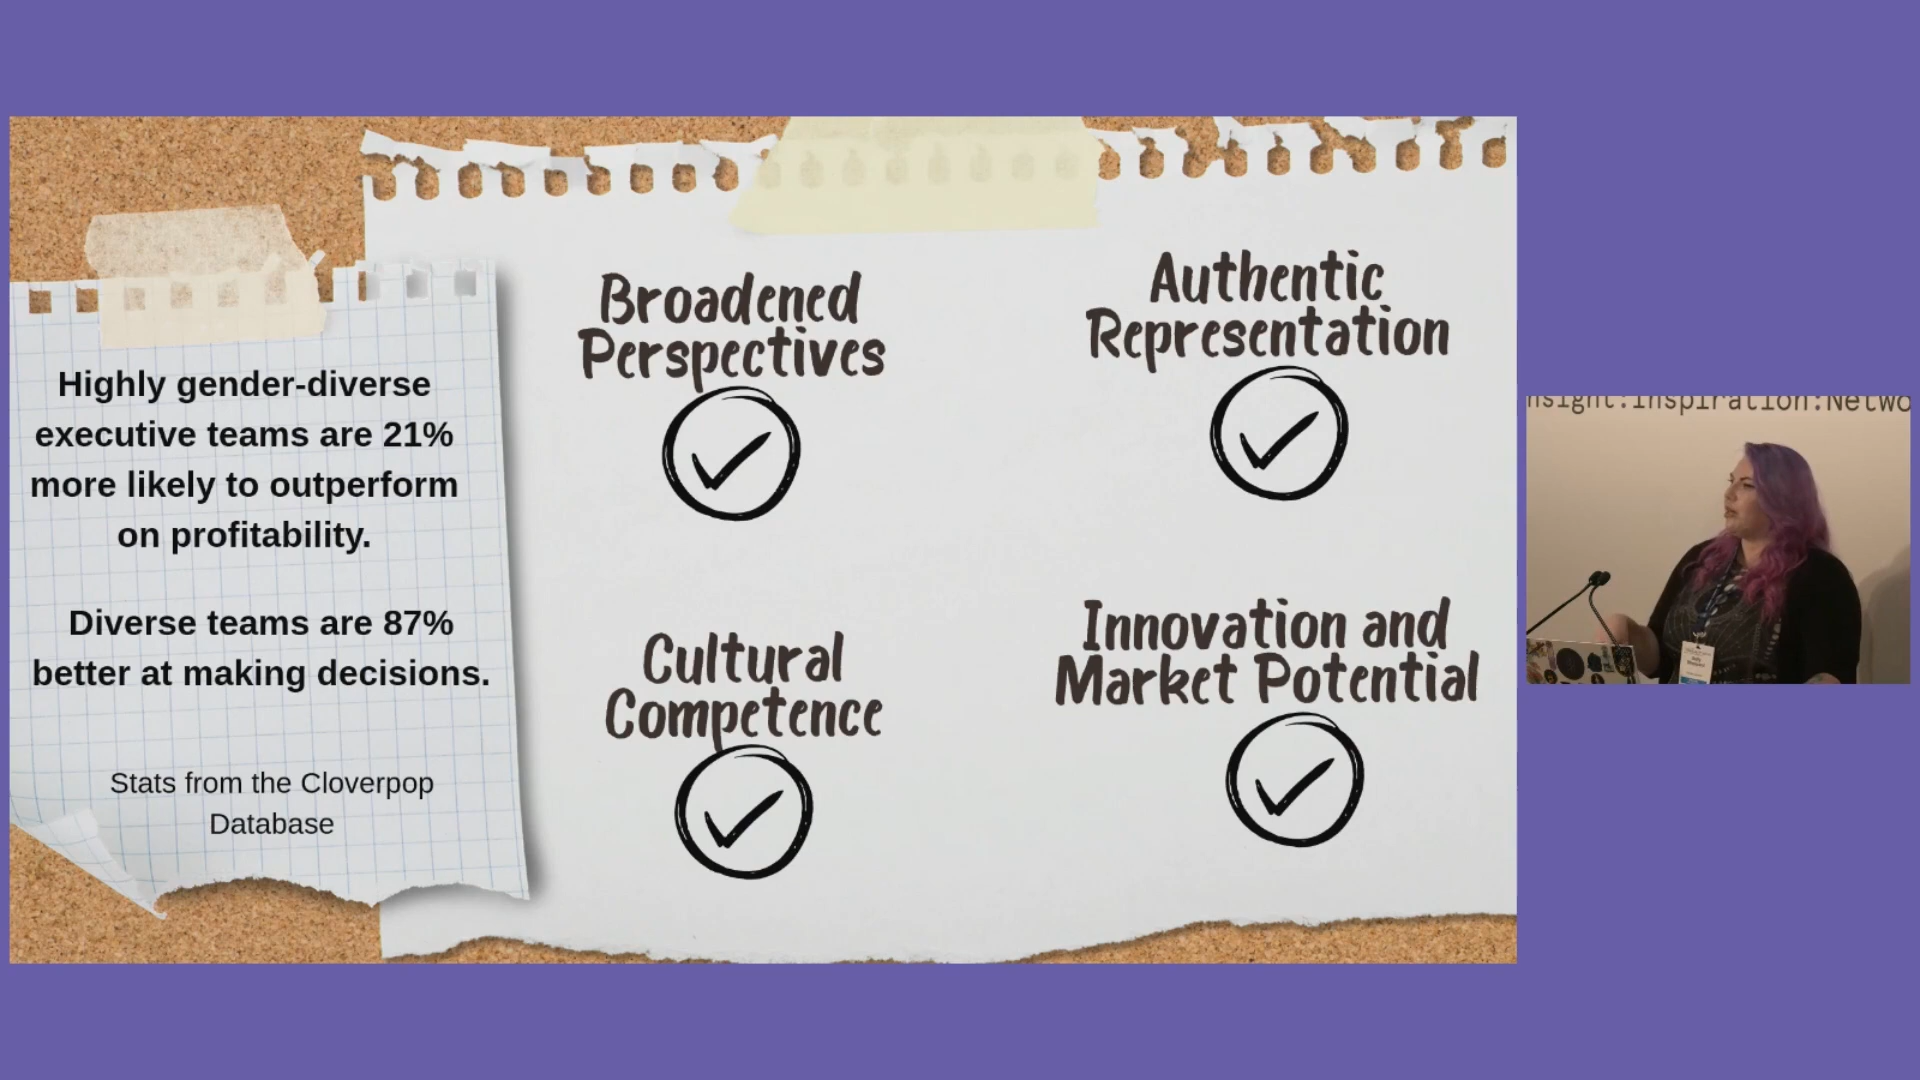 Highly gender-diverse
executive teams are 21%
more likely to outperform
on profitability.
Diverse teams are 87%
better at making decisions.
Stats from the Cloverpop
Database
Broadened
Perspectives
Authentic
Representation
Cultural
Competence
Innovation and
Market Potential
nsight:Inspiration:Netwo